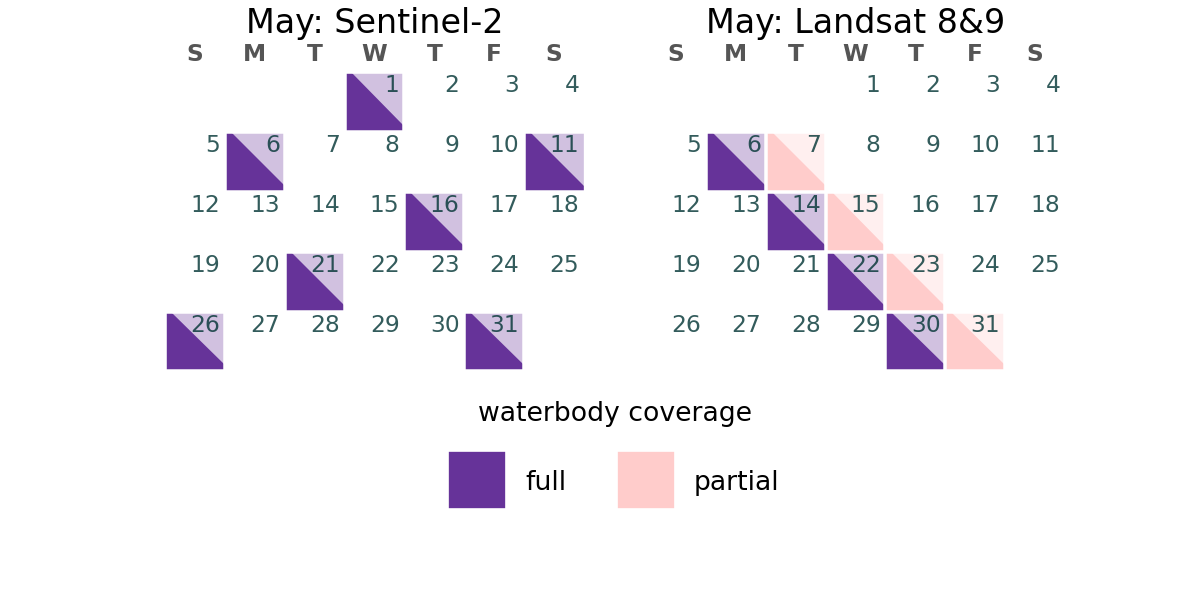 May: Sentinel-2
S M T W T F S
1 2 3 4
5 6 7 8 9 10 11
12 13 14 15 16 17 18
19 20 21 22 23 24 25
26 27 28 29 30 31
May: Landsat 8&9
S M T W T F S
1 2 3 4
5 6 7 8 9 10 11
12 13 14 15 16 17 18
19 20 21 22 23 24 25
26 27 28 29 30 31
waterbody coverage
full
partial